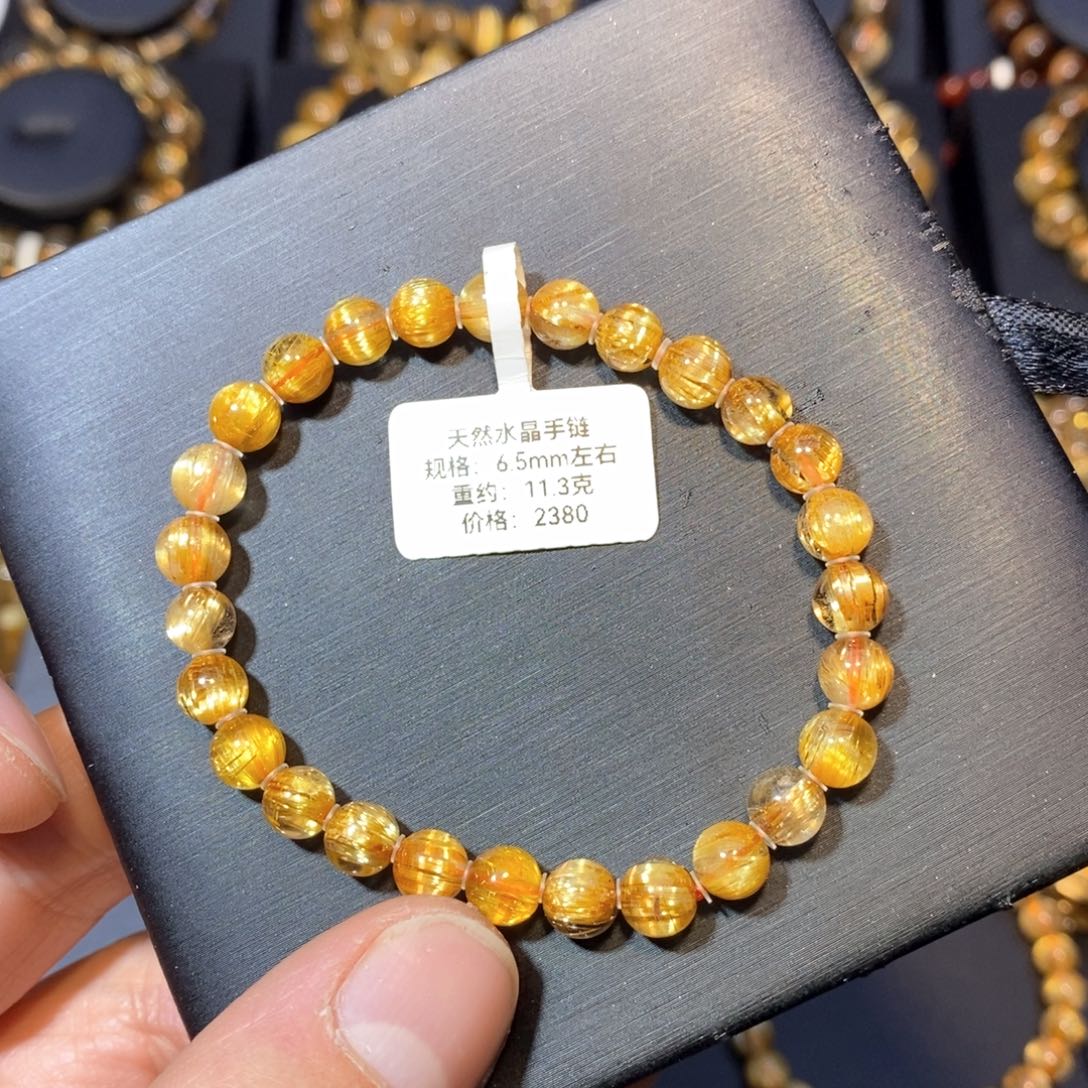 天然水晶手链
规格：6.5mm左右
重约：11.3克
价格：2380